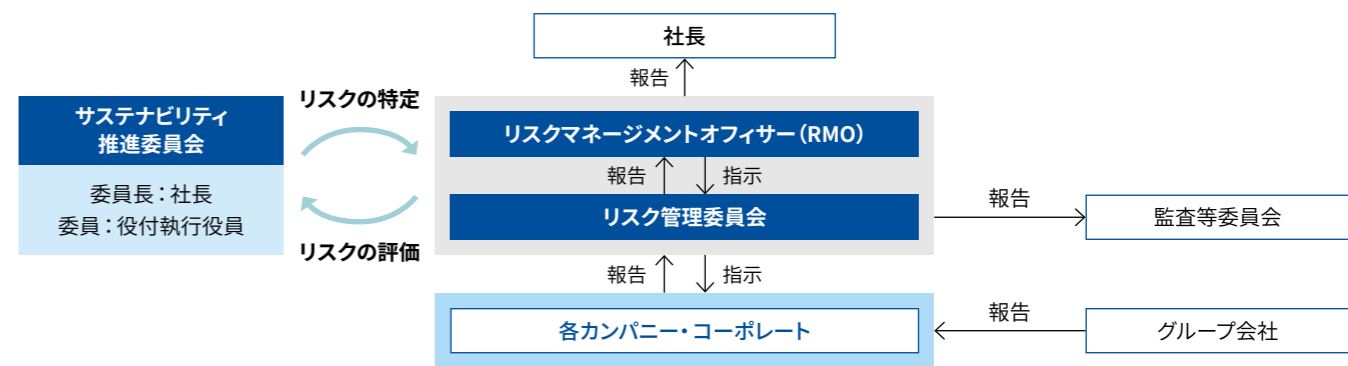 社長
報告
サステナビリティ
推進委員会
委員長：社長
委員：役付執行役員
リスクの特定
リスクの評価
リスクマネージメントオフィサー（RMO）
報告
指示
リスク管理委員会
報告
監査等委員会
報告
指示
各カンパニー・コーポレート
報告
グループ会社